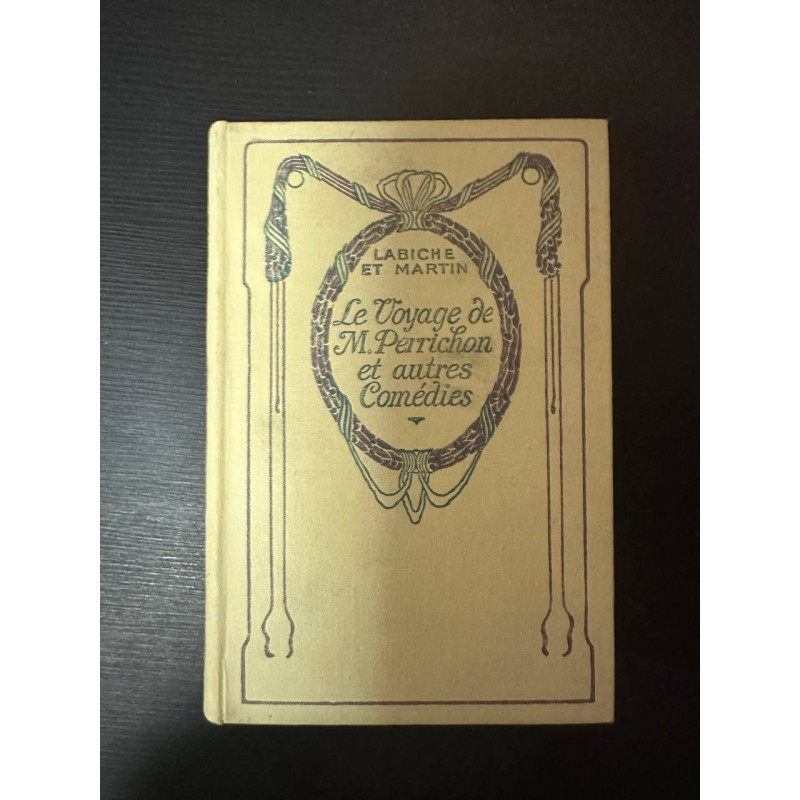 LABICHE
ET MARTIN
Le Voyage de
M. Perrichon
et autres
Comédies